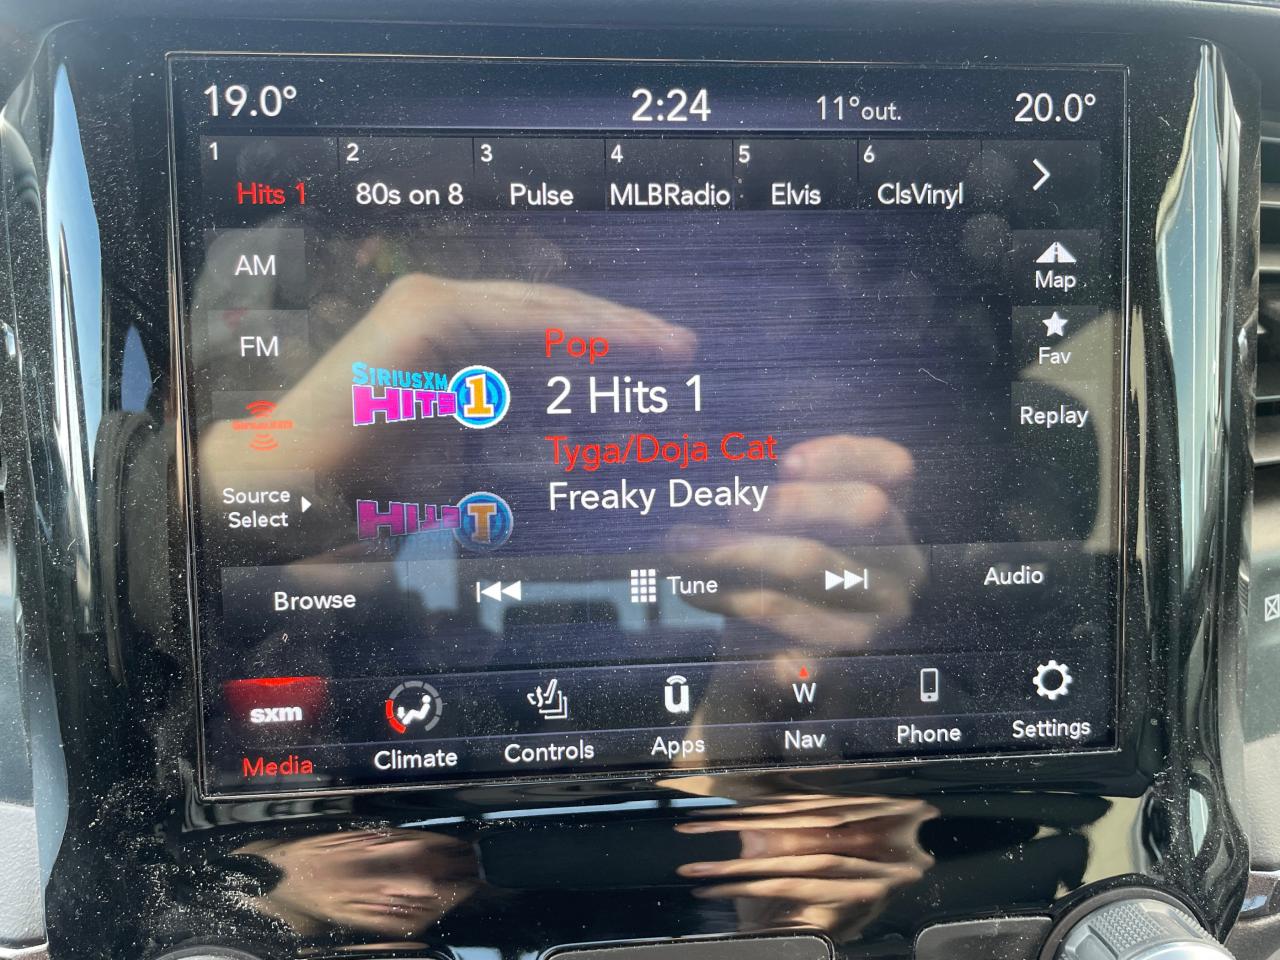 19.0° 2:24 11°out. 20.0°
1 2 3 4 5 6
Hits 1 80s on 8 Pulse MLBRadio Elvis ClsVinyl
AM
Map
FM
Fav
Pop
SIRIUSXM
HITS 1
2 Hits 1
Replay
SIRIUSXM
Tyga/Doja Cat
Source
Select
Freaky Deaky
Browse Tune Audio
sxm
Media
Climate
Controls
u
Apps
W
Nav
Phone
Settings